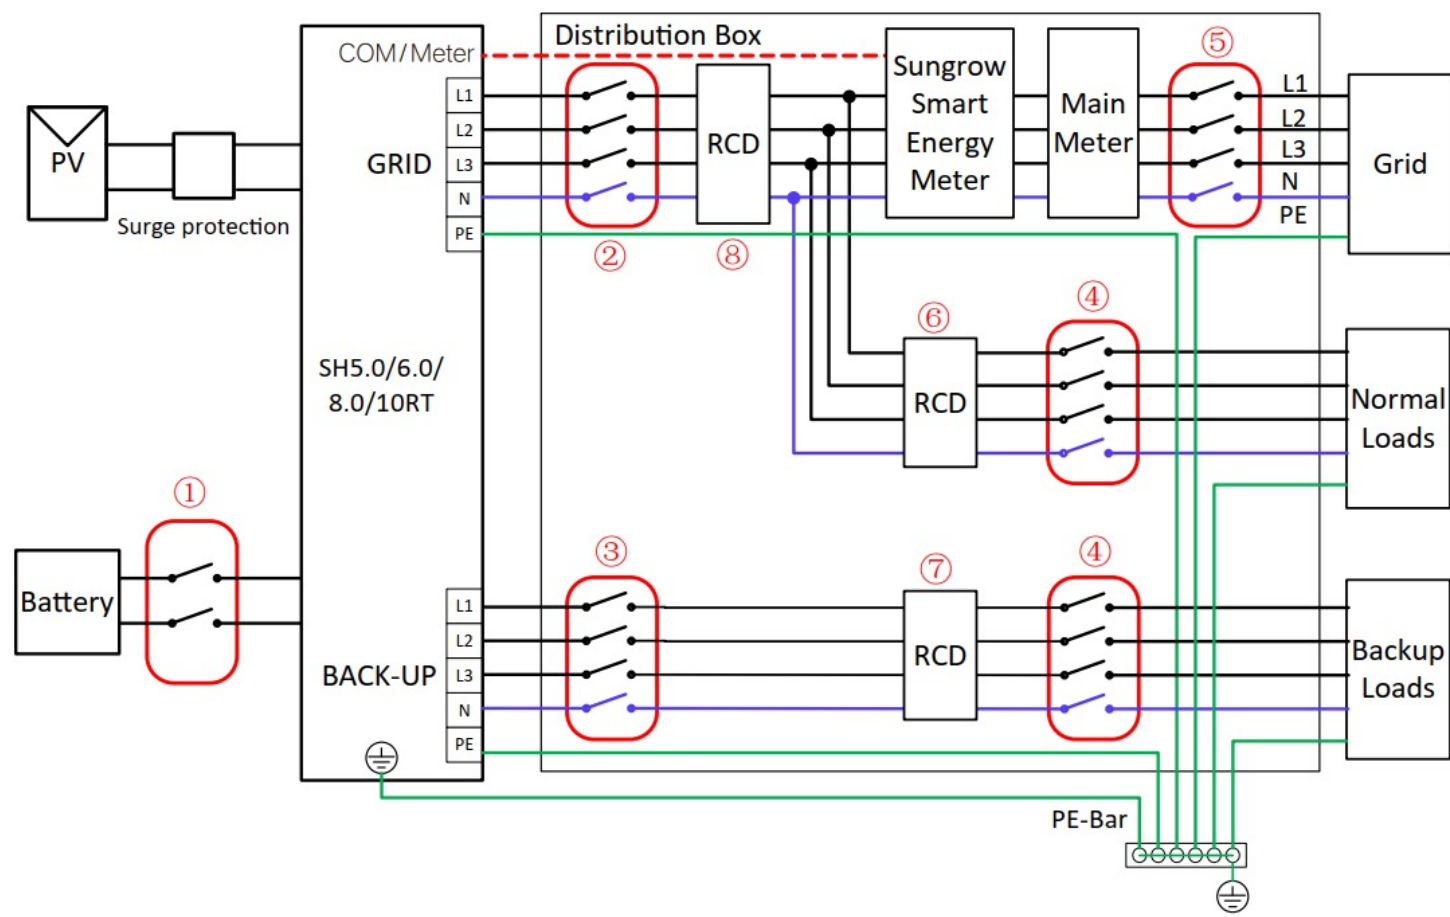 Distribution Box
COM/Meter
⑤
Sungrow
Smart
Energy
Meter
Main
Meter
L1
L2
L3
N
PE
L1
L2
L3
N
PE
GRID
RCD
Grid
PV
Surge protection
②
⑧
⑥
④
RCD
Normal
Loads
SH5.0/6.0/
8.0/10RT
①
③
⑦
④
Battery
L1
L2
L3
N
PE
BACK-UP
RCD
Backup
Loads
PE-Bar